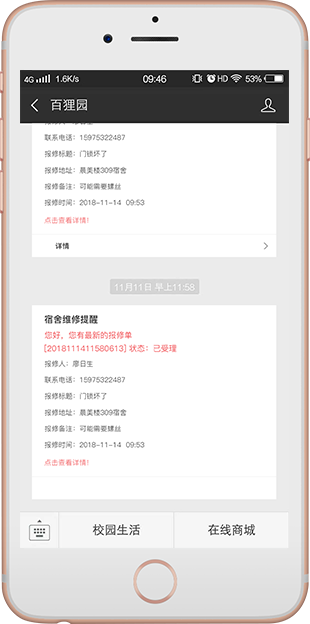 4G 1.6K/s 09:46 HD 53%
百狸园
联系电话：15975322487
报修标题：门锁坏了
报修地址：晨美楼309宿舍
报修备注：可能需要螺丝
报修时间：2018-11-14 09:53
点击查看详情!
详情
11月11日 早上11:58
宿舍维修提醒
您好，您有最新的报修单
[2018111411580613] 状态：已受理
报修人：廖日生
联系电话：15975322487
报修标题：门锁坏了
报修地址：晨美楼309宿舍
报修备注：可能需要螺丝
报修时间：2018-11-14 09:53
点击查看详情!
校园生活
在线商城